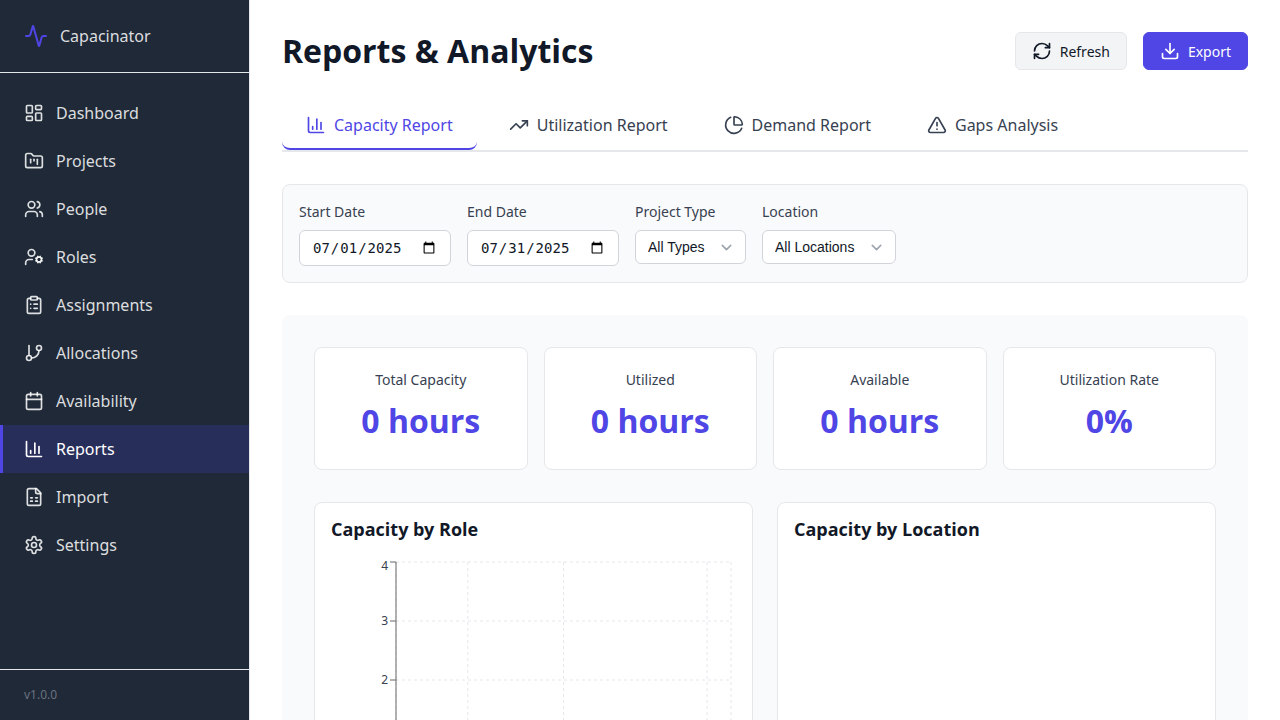 Capacinator
Dashboard
Projects
People
Roles
Assignments
Allocations
Availability
Reports
Import
Settings
v1.0.0
Reports & Analytics
Refresh
Export
Capacity Report
Utilization Report
Demand Report
Gaps Analysis
Start Date
End Date
Project Type
Location
07/01/2025
07/31/2025
All Types
All Locations
Total Capacity
0 hours
Utilized
0 hours
Available
0 hours
Utilization Rate
0%
Capacity by Role
4
3
2
Capacity by Location